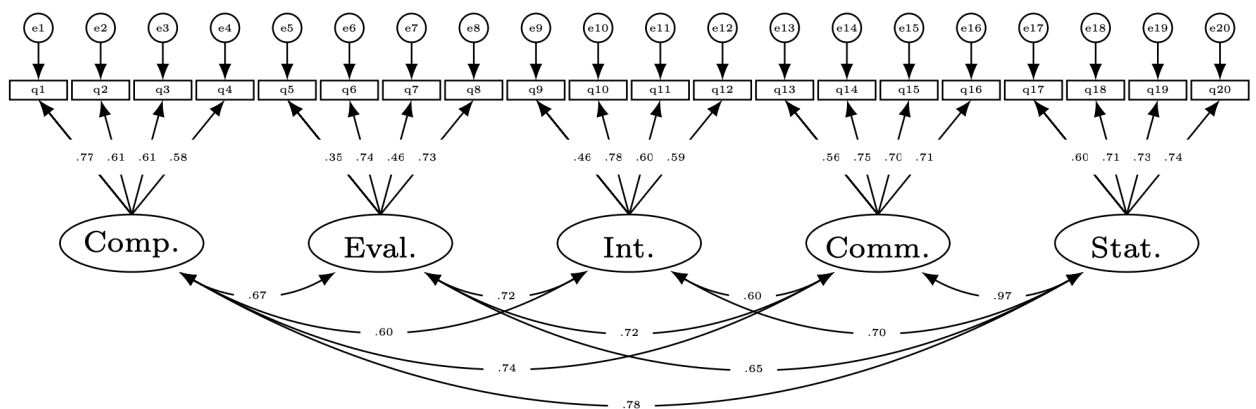 e1 e2 e3 e4 e5 e6 e7 e8 e9 e10 e11 e12 e13 e14 e15 e16 e17 e18 e19 e20
q1 q2 q3 q4 q5 q6 q7 q8 q9 q10 q11 q12 q13 q14 q15 q16 q17 q18 q19 q20
.77 .61 .61 .58 .35 .74 .46 .73 .46 .78 .60 .59 .56 .75 .70 .71 .60 .71 .73 .74
Comp. Eval. Int. Comm. Stat.
.67 .72 .60 .97
.60 .72 .70
.74 .65
.78